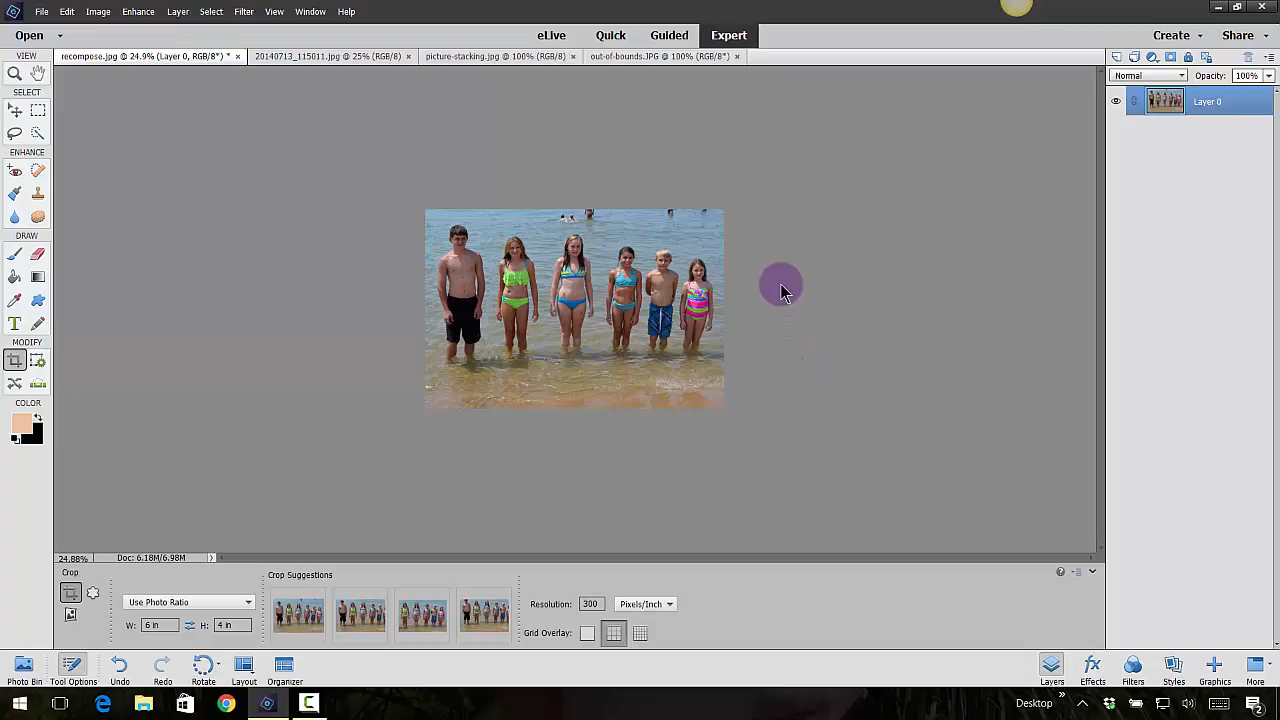 File Edit Image Enhance Layer Select Filter View Window Help
Open eLive Quick Guided Expert Create Share
VIEW
recompose.jpg @ 24.9% (Layer 0, RGB/8*) * × 20140713_115011.jpg @ 25% (RGB/8) × picture-stacking.jpg @ 100% (RGB/8) × out-of-bounds.JPG @ 100% (RGB/8*) ×
Normal Opacity: 100%
SELECT
Layer 0
ENHANCE
DRAW
T
MODIFY
COLOR
24.88% Doc: 6.18M/6.98M
Crop
Crop Suggestions
Use Photo Ratio
Resolution: 300 Pixels/Inch
W: 6 in H: 4 in
Grid Overlay:
Photo Bin Tool Options Undo Redo Rotate Layout Organizer Layers Effects Filters Styles Graphics More
Desktop » 2